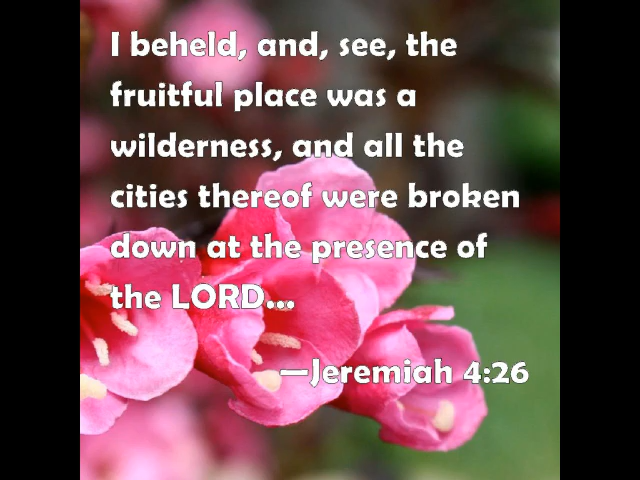 I beheld, and, see, the
fruitful place was a
wilderness, and all the
cities thereof were broken
down at the presence of
the LORD...
—Jeremiah 4:26